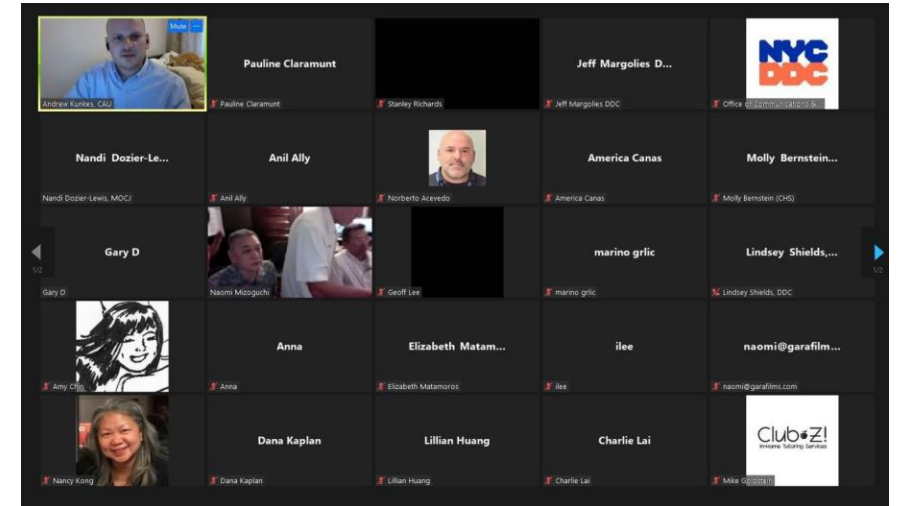 Mute ...
Andrew Kunkes, CAU
Pauline Claramunt
Pauline Claramunt
Stanley Richards
Jeff Margolies D...
Jeff Margolies DDC
NYC
DDC
Office of Communications & ...
Nandi Dozier-Le...
Nandi Dozier-Lewis, MOCJ
Anil Ally
Anil Ally
Norberto Acevedo
America Canas
America Canas
Molly Bernstein...
Molly Bernstein (CHS)
1/2
Gary D
Gary D
Naomi Mizoguchi
Geoff Lee
marino grlic
marino grlic
Lindsey Shields,...
Lindsey Shields, DDC
1/2
Amy Chin
Anna
Anna
Elizabeth Matam...
Elizabeth Matamoros
ilee
ilee
naomi@garafilm...
naomi@garafilms.com
Nancy Kong
Dana Kaplan
Dana Kaplan
Lillian Huang
Lillian Huang
Charlie Lai
Charlie Lai
Club Z!
In-Home Tutoring Services
Mike Goldstein